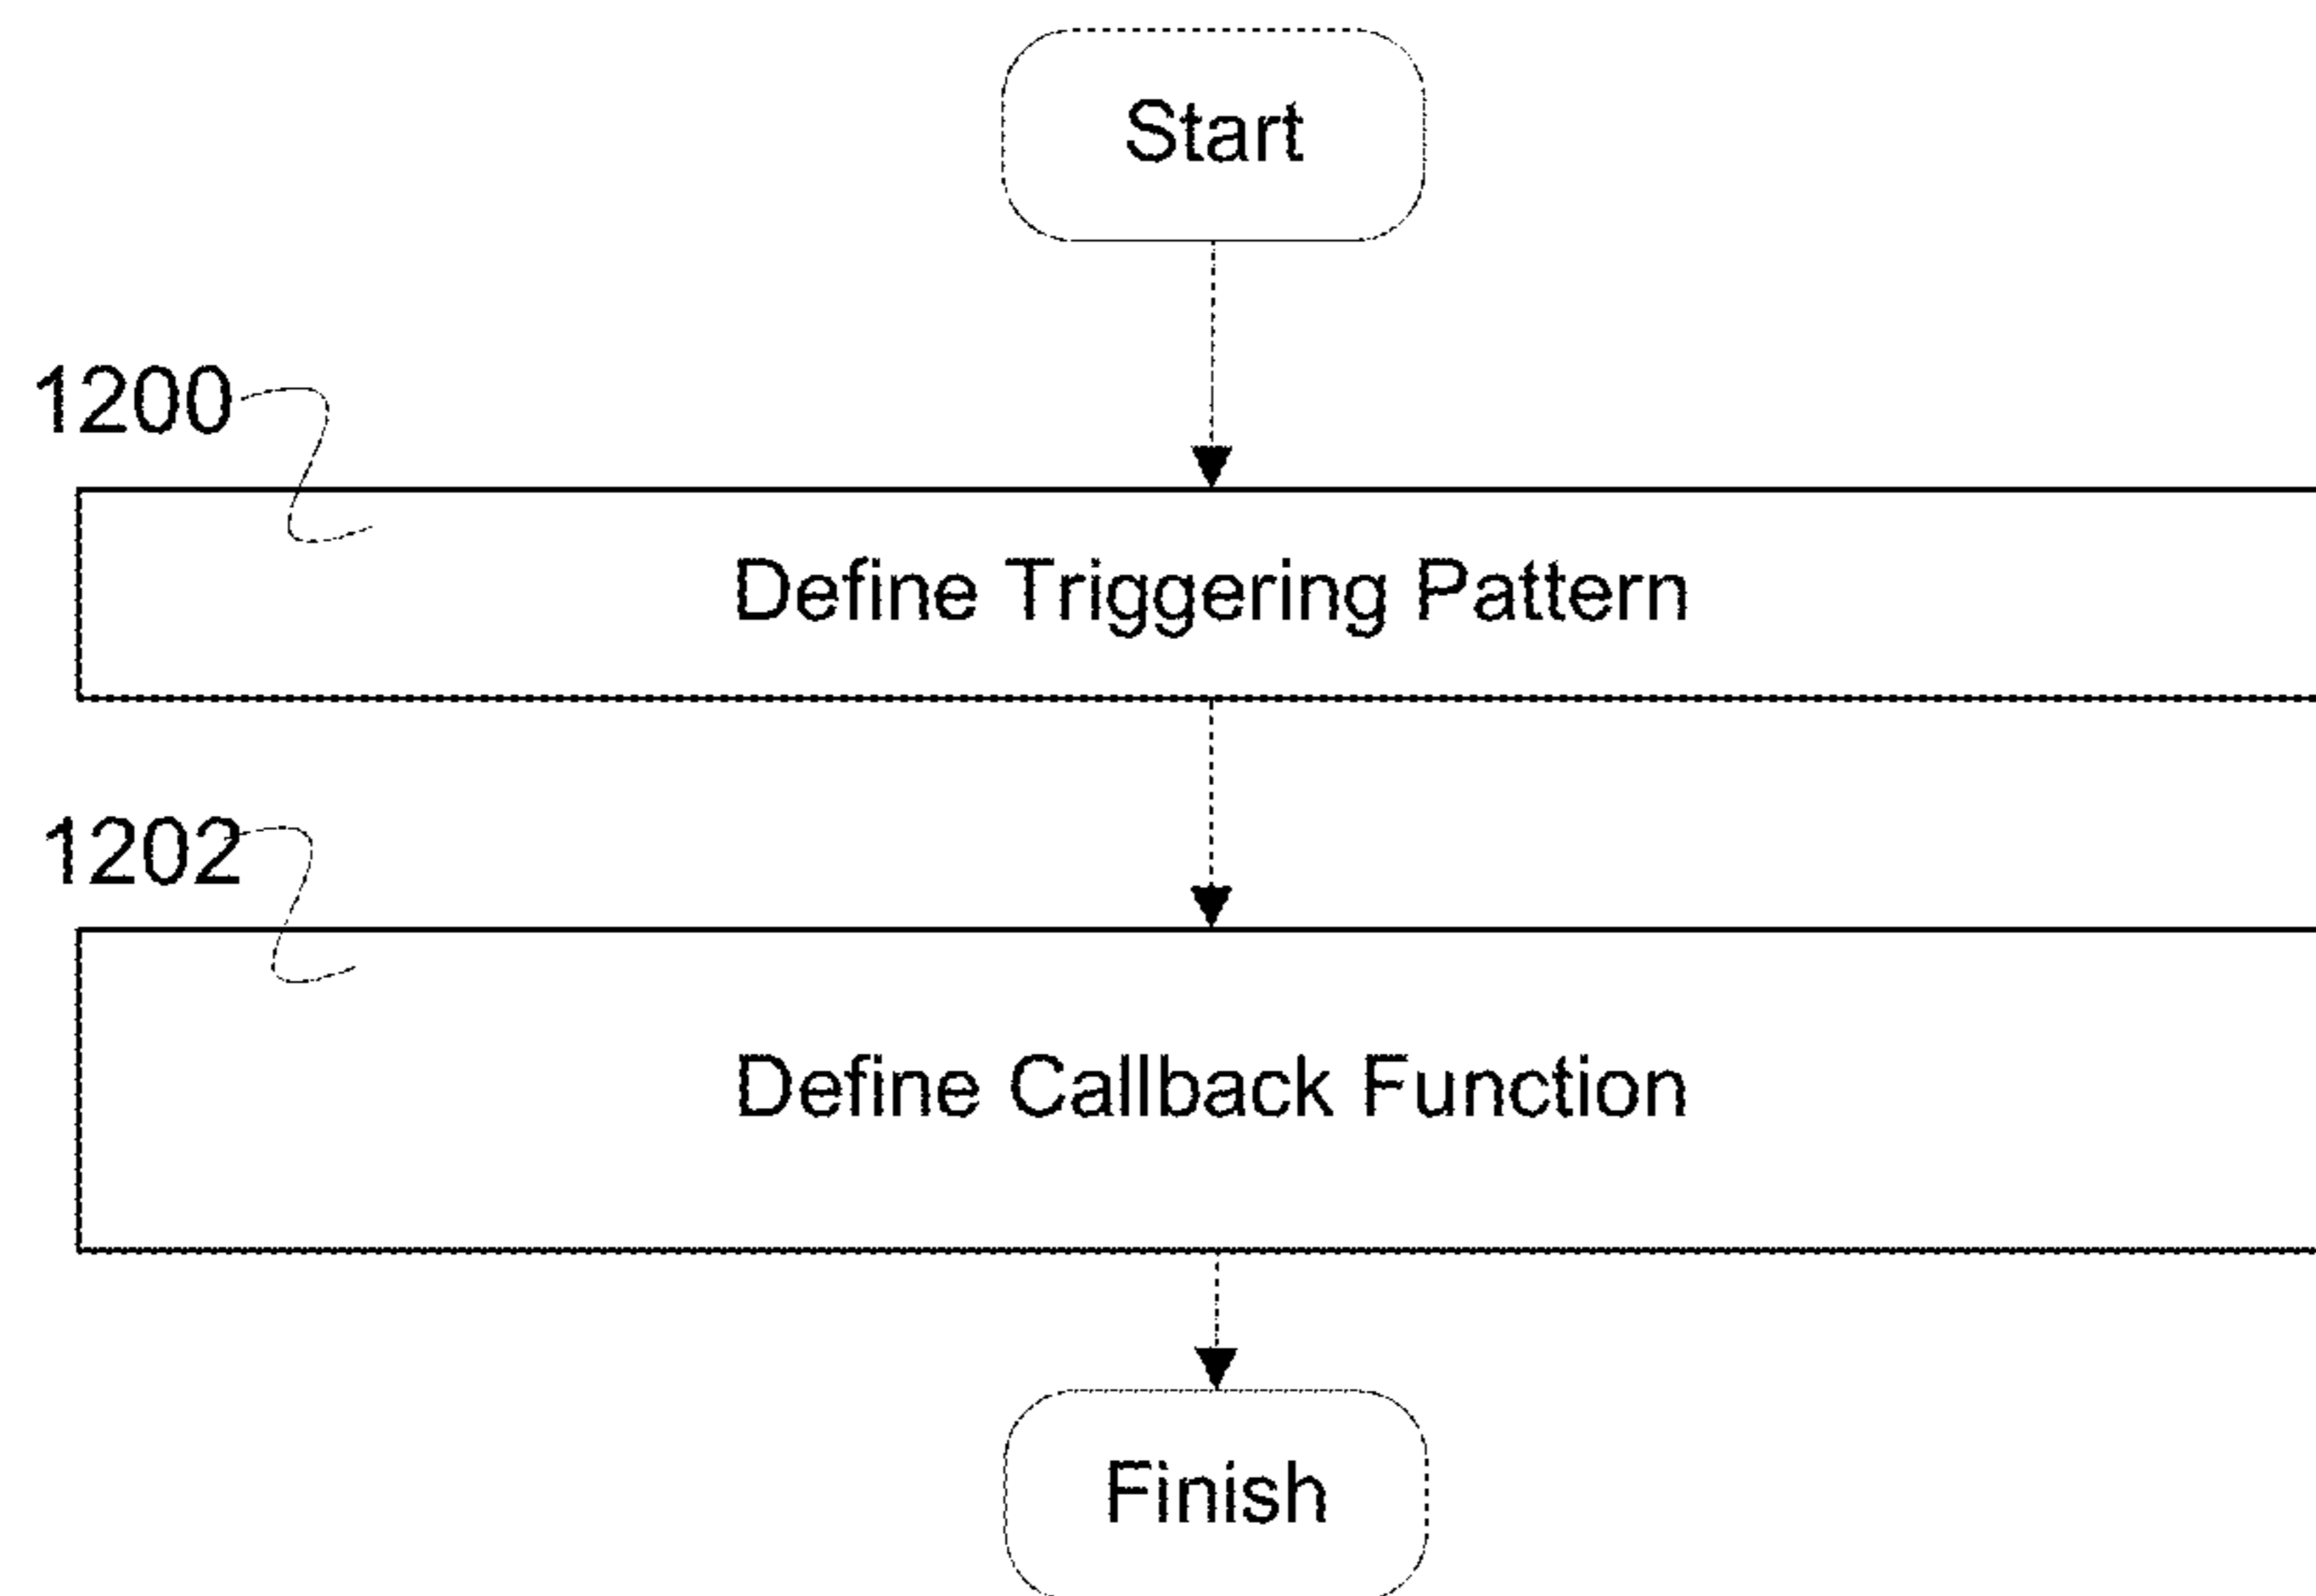 Start
1200
Define Triggering Pattern
1202
Define Callback Function
Finish